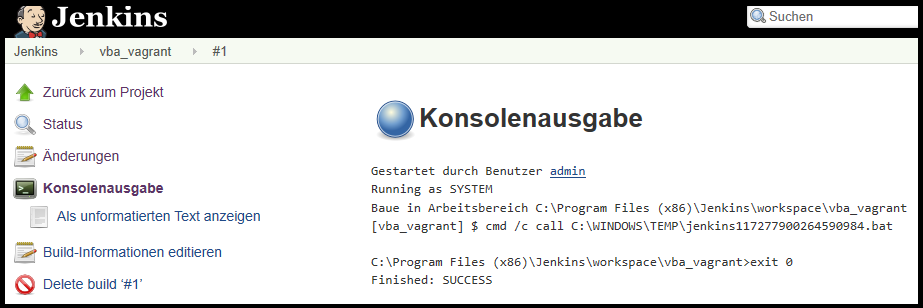 Jenkins
Suchen
Jenkins vba_vagrant #1
Zurück zum Projekt
Status
Änderungen
Konsolenausgabe
Als unformatierten Text anzeigen
Build-Informationen editieren
Delete build ‘#1’
Konsolenausgabe
Gestartet durch Benutzer admin
Running as SYSTEM
Baue in Arbeitsbereich C:\Program Files (x86)\Jenkins\workspace\vba_vagrant
[vba_vagrant] $ cmd /c call C:\WINDOWS\TEMP\jenkins117277900264590984.bat
C:\Program Files (x86)\Jenkins\workspace\vba_vagrant>exit 0
Finished: SUCCESS